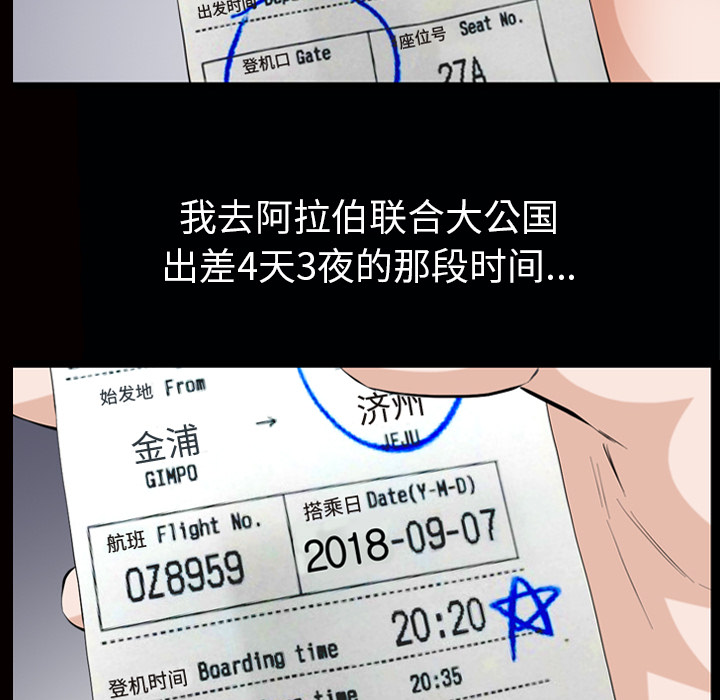 出发时间
登机口 Gate
座位号 Seat No.
27A
我去阿拉伯联合大公国
出差4天3夜的那段时间...
始发地 From
金浦 → 济州
GIMPO JEJU
航班 Flight No.
搭乘日 Date(Y-M-D)
OZ8959
2018-09-07
登机时间 Boarding time 20:20
time 20:35